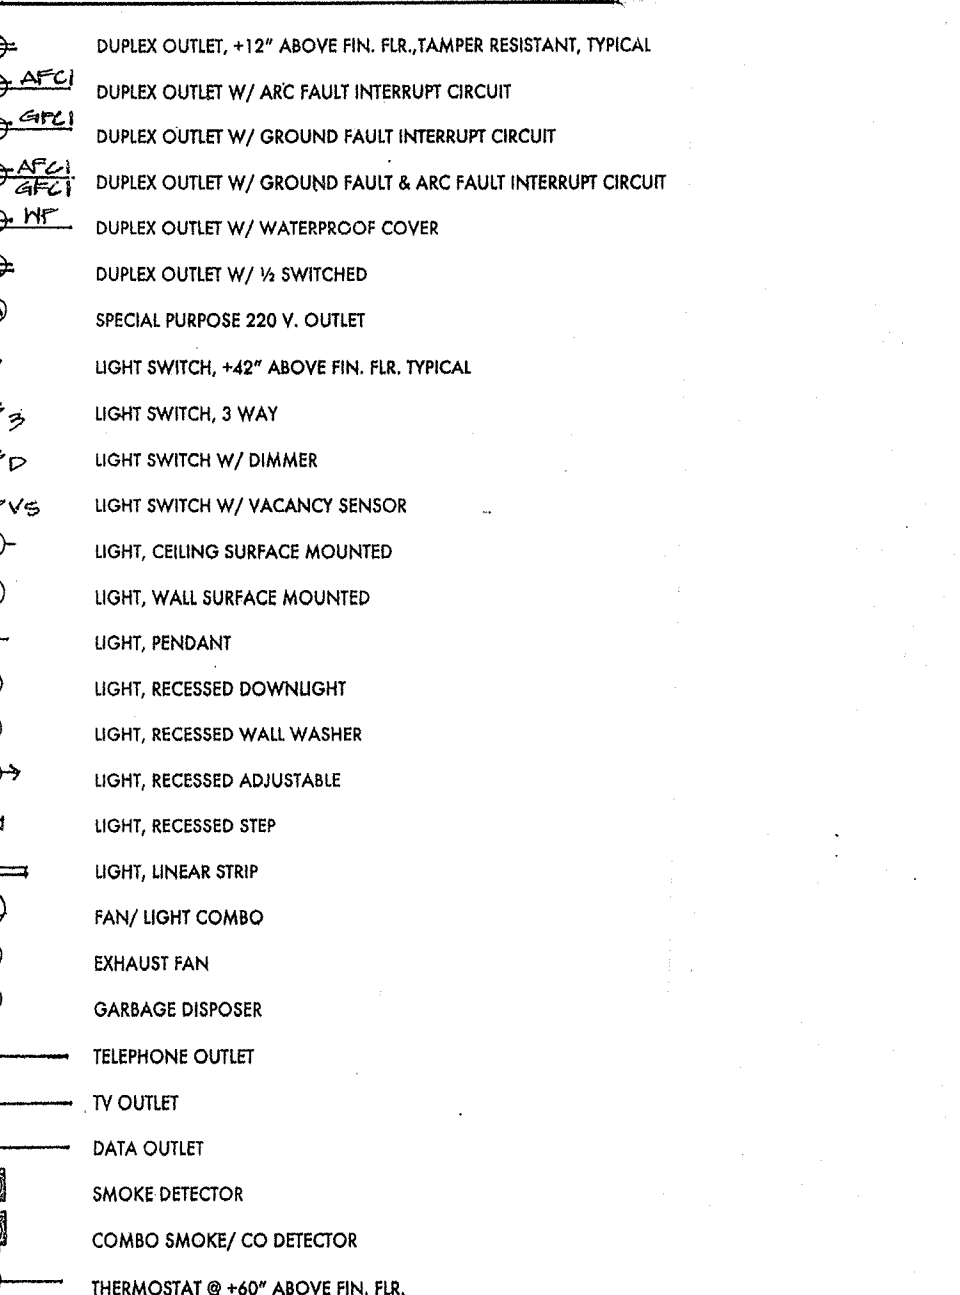 DUPLEX OUTLET, +12" ABOVE FIN. FLR.,TAMPER RESISTANT, TYPICAL
AFCI DUPLEX OUTLET W/ ARC FAULT INTERRUPT CIRCUIT
GFCI DUPLEX OUTLET W/ GROUND FAULT INTERRUPT CIRCUIT
AFCI
GFCI DUPLEX OUTLET W/ GROUND FAULT & ARC FAULT INTERRUPT CIRCUIT
WP DUPLEX OUTLET W/ WATERPROOF COVER
DUPLEX OUTLET W/ ½ SWITCHED
SPECIAL PURPOSE 220 V. OUTLET
LIGHT SWITCH, +42" ABOVE FIN. FLR. TYPICAL
3 LIGHT SWITCH, 3 WAY
D LIGHT SWITCH W/ DIMMER
VS LIGHT SWITCH W/ VACANCY SENSOR
LIGHT, CEILING SURFACE MOUNTED
LIGHT, WALL SURFACE MOUNTED
LIGHT, PENDANT
LIGHT, RECESSED DOWNLIGHT
LIGHT, RECESSED WALL WASHER
LIGHT, RECESSED ADJUSTABLE
LIGHT, RECESSED STEP
LIGHT, LINEAR STRIP
FAN/ LIGHT COMBO
EXHAUST FAN
GARBAGE DISPOSER
TELEPHONE OUTLET
TV OUTLET
DATA OUTLET
SMOKE DETECTOR
COMBO SMOKE/ CO DETECTOR
THERMOSTAT @ +60" ABOVE FIN. FLR.